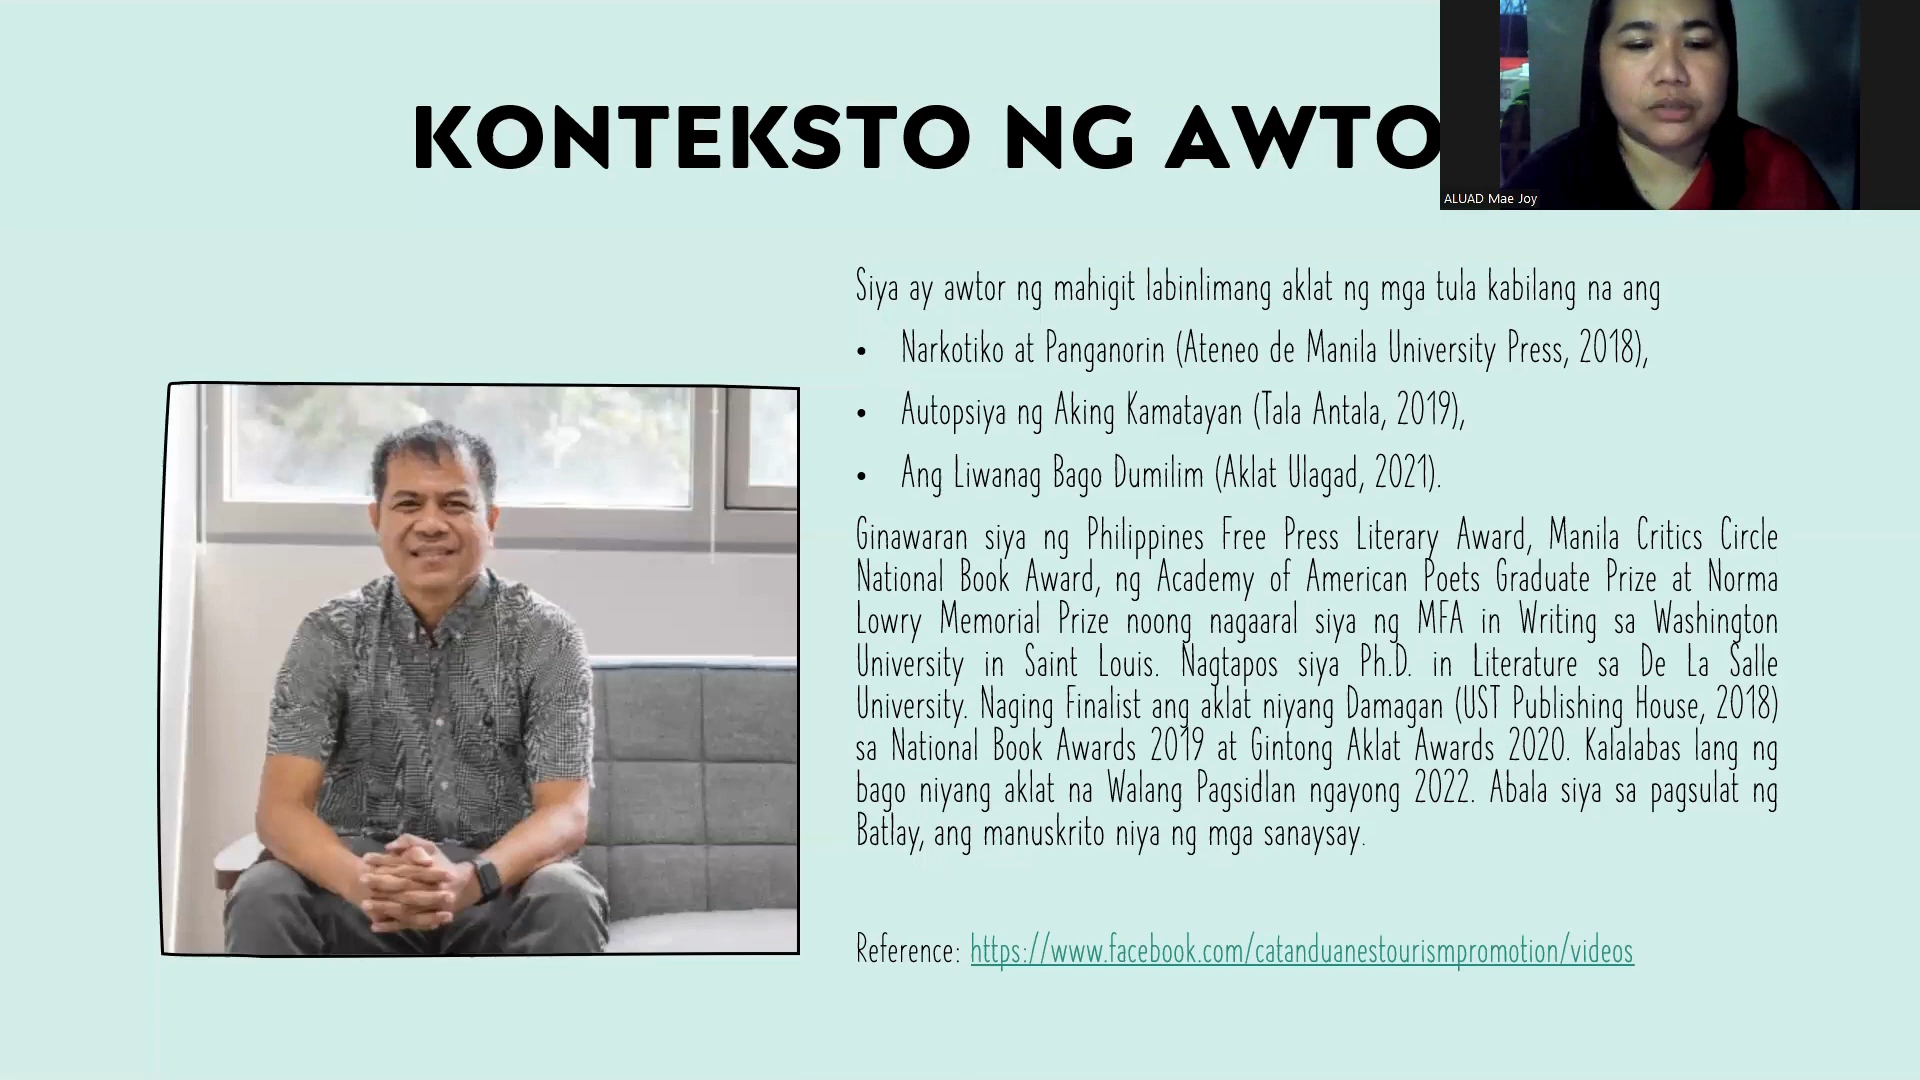 KONTEKSTO NG AWTO
ALUAD Mae Joy
Siya ay awtor ng mahigit labinlimang aklat ng mga tula kabilang na ang
• Narkotiko at Panganorin (Ateneo de Manila University Press, 2018),
• Autopsiya ng Aking Kamatayan (Tala Antala, 2019),
• Ang Liwanag Bago Dumilim (Aklat Ulagad, 2021).
Ginawaran siya ng Philippines Free Press Literary Award, Manila Critics Circle
National Book Award, ng Academy of American Poets Graduate Prize at Norma
Lowry Memorial Prize noong nagaaral siya ng MFA in Writing sa Washington
University in Saint Louis. Nagtapos siya Ph.D. in Literature sa De La Salle
University. Naging Finalist ang aklat niyang Damagan (UST Publishing House, 2018)
sa National Book Awards 2019 at Gintong Aklat Awards 2020. Kalalabas lang ng
bago niyang aklat na Walang Pagsidlan ngayong 2022. Abala siya sa pagsulat ng
Batlay, ang manuskrito niya ng mga sanaysay.
Reference: https://www.facebook.com/catanduanestourismpromotion/videos